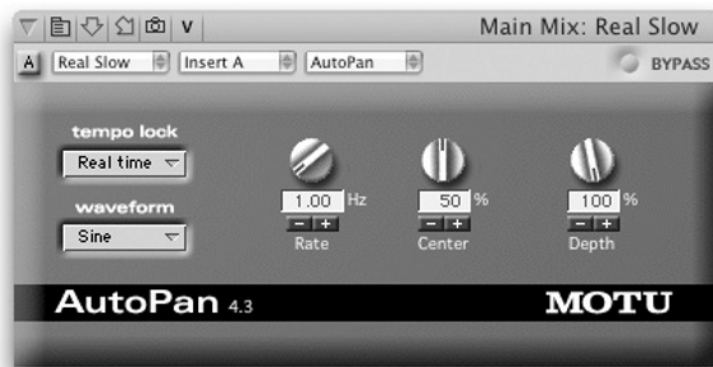 V Main Mix: Real Slow
A Real Slow Insert A AutoPan BYPASS
tempo lock
Real time
waveform
Sine
1.00 Hz
- +
Rate
50 %
- +
Center
100 %
- +
Depth
AutoPan 4.3 MOTU